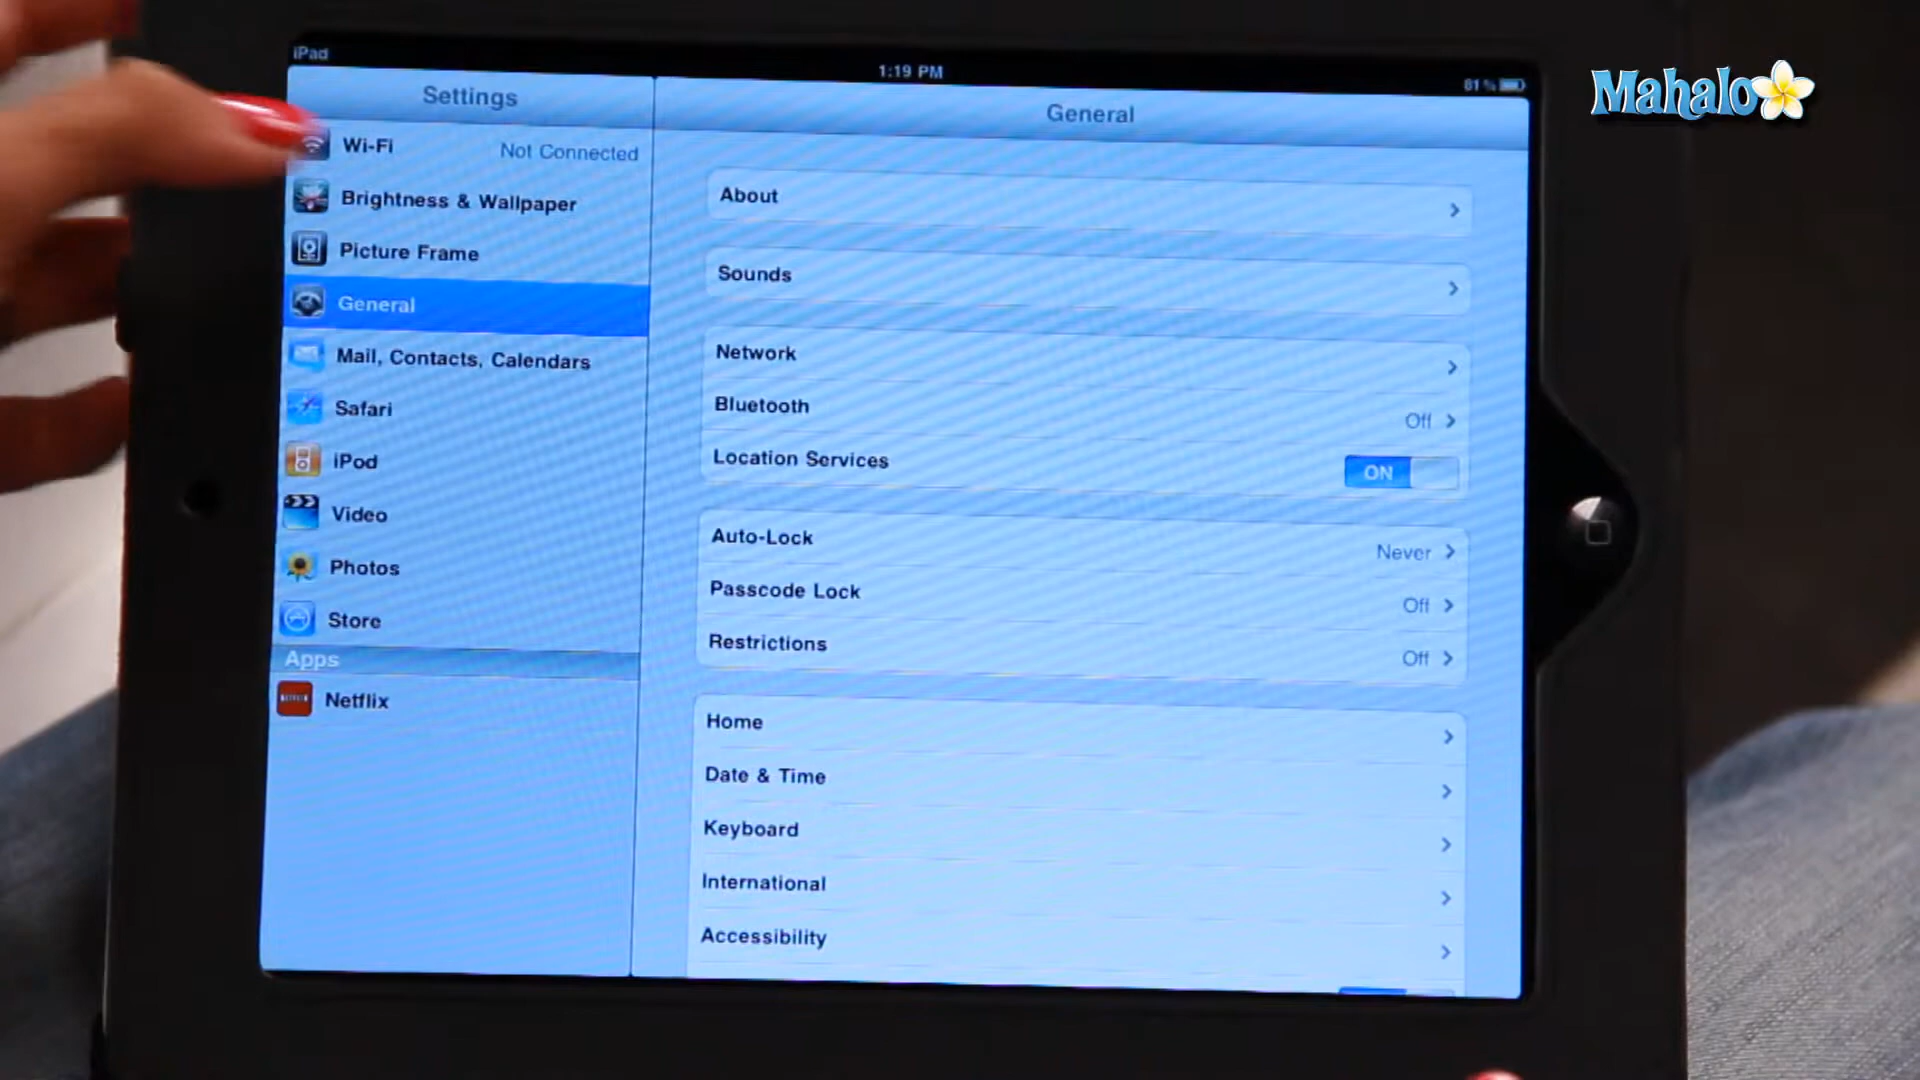 iPad
1:19 PM
81%
Mahalo
Settings
General
Wi-Fi Not Connected
Brightness & Wallpaper
Picture Frame
General
Mail, Contacts, Calendars
Safari
iPod
Video
Photos
Store
Apps
Netflix
About
Sounds
Network
Bluetooth Off
Location Services ON
Auto-Lock Never
Passcode Lock Off
Restrictions Off
Home
Date & Time
Keyboard
International
Accessibility